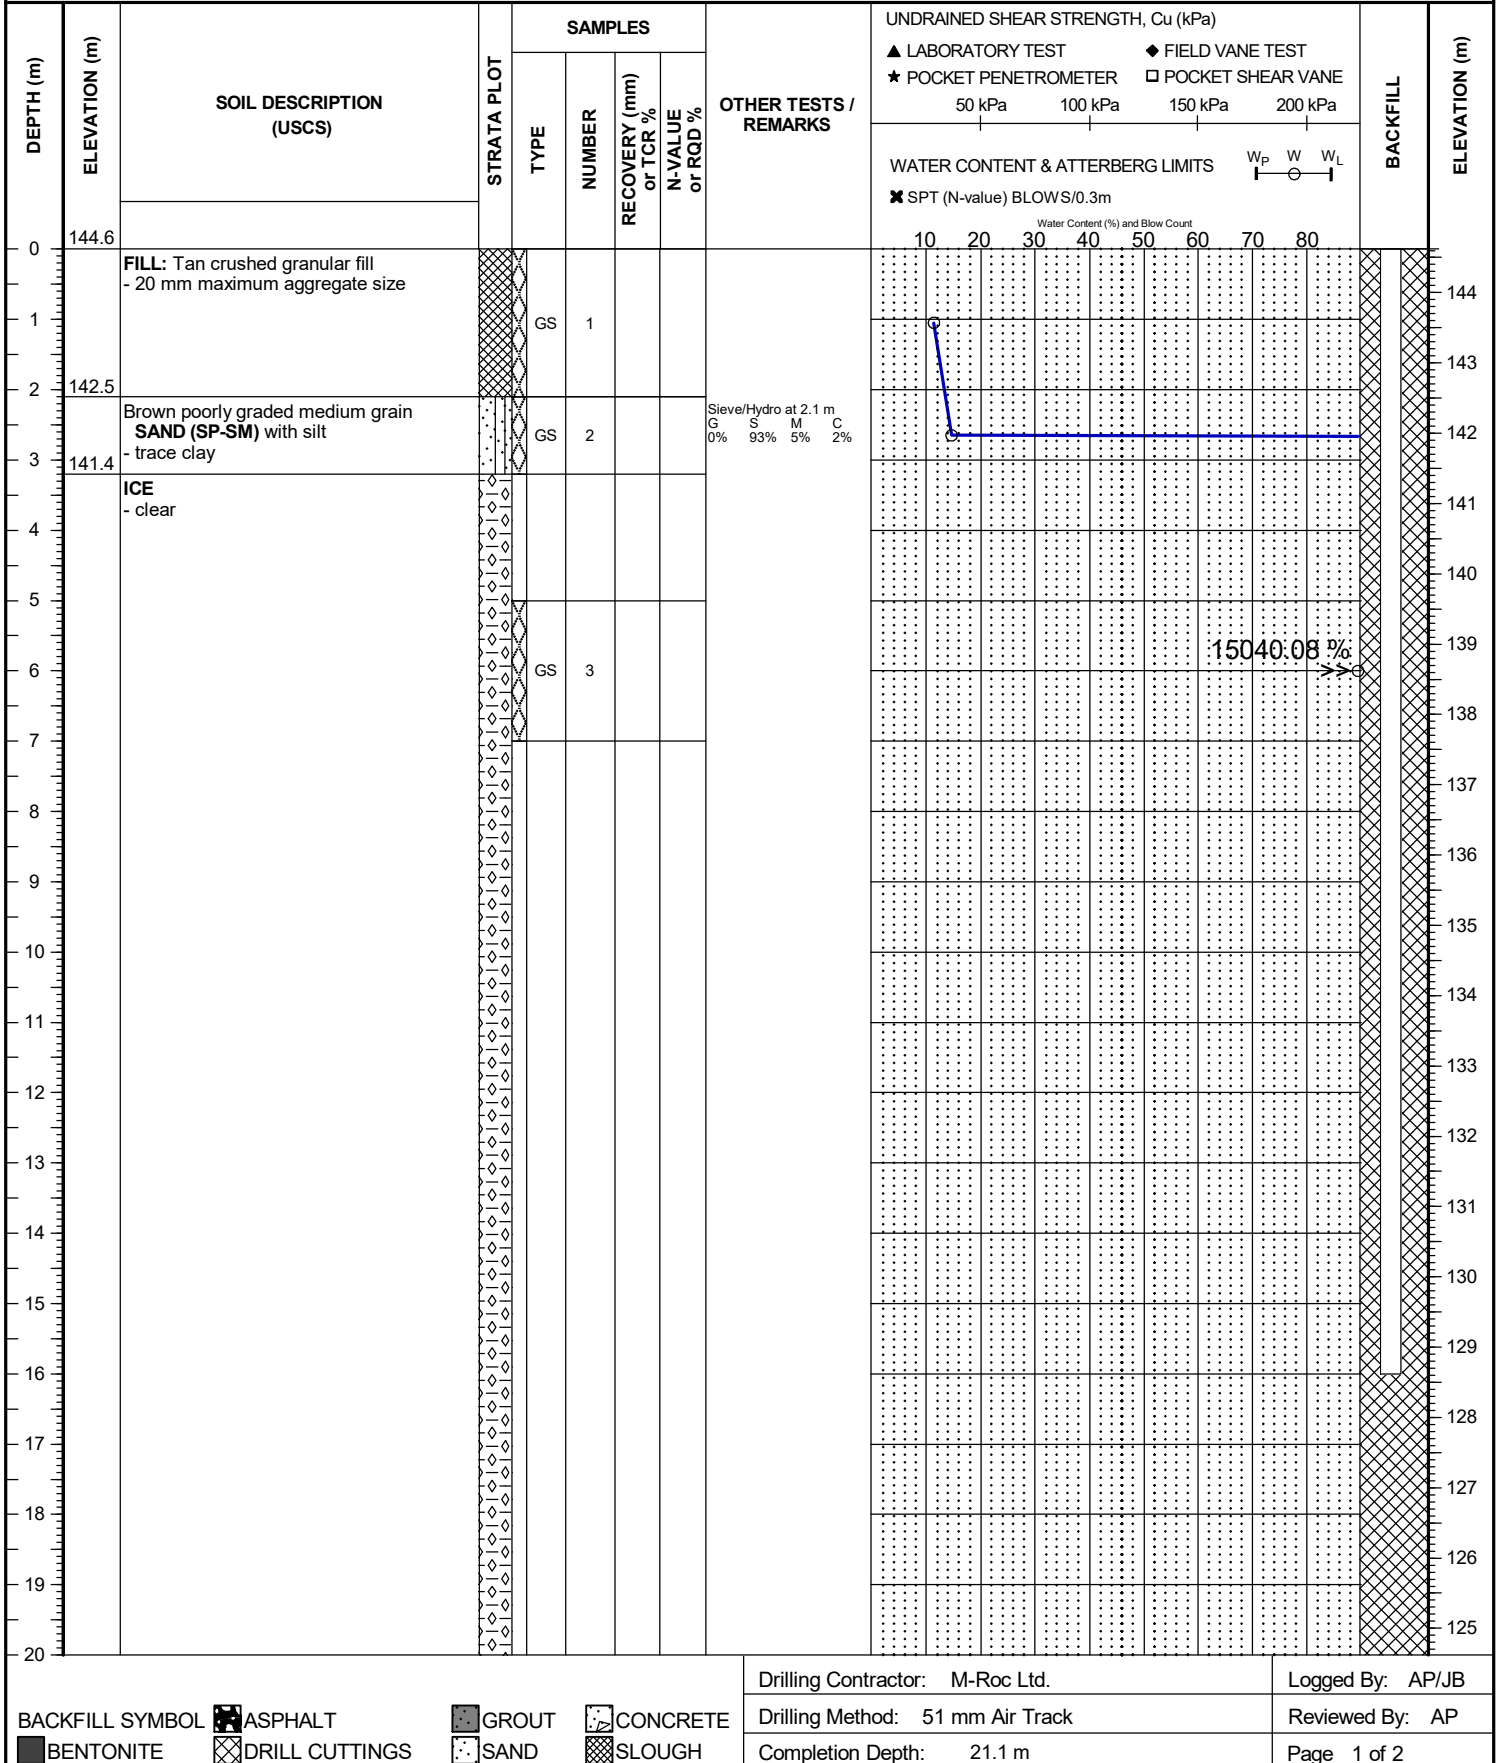 DEPTH (m)
ELEVATION (m)
SOIL DESCRIPTION
(USCS)
STRATA PLOT
SAMPLES
TYPE
NUMBER
RECOVERY (mm)
or TCR %
N-VALUE
or RQD %
OTHER TESTS /
REMARKS
UNDRAINED SHEAR STRENGTH, Cu (kPa)
▲ LABORATORY TEST ◆ FIELD VANE TEST
★ POCKET PENETROMETER □ POCKET SHEAR VANE
50 kPa 100 kPa 150 kPa 200 kPa
WATER CONTENT & ATTERBERG LIMITS
WP W WL
✖ SPT (N-value) BLOWS/0.3m
Water Content (%) and Blow Count
10 20 30 40 50 60 70 80
BACKFILL
ELEVATION (m)
0
144.6
FILL: Tan crushed granular fill
- 20 mm maximum aggregate size
144
1
GS 1
143
2
142.5
Brown poorly graded medium grain
SAND (SP-SM) with silt
- trace clay
GS 2
Sieve/Hydro at 2.1 m
G S M C
0% 93% 5% 2%
142
3
141.4
ICE
- clear
141
4
140
5
139
15040.08 %
>>
6
GS 3
138
7
137
8
136
9
135
10
134
11
133
12
132
13
131
14
130
15
129
16
128
17
127
18
126
19
125
20
BACKFILL SYMBOL ASPHALT GROUT CONCRETE
BENTONITE DRILL CUTTINGS SAND SLOUGH
Drilling Contractor: M-Roc Ltd.
Logged By: AP/JB
Drilling Method: 51 mm Air Track
Reviewed By: AP
Completion Depth: 21.1 m
Page 1 of 2